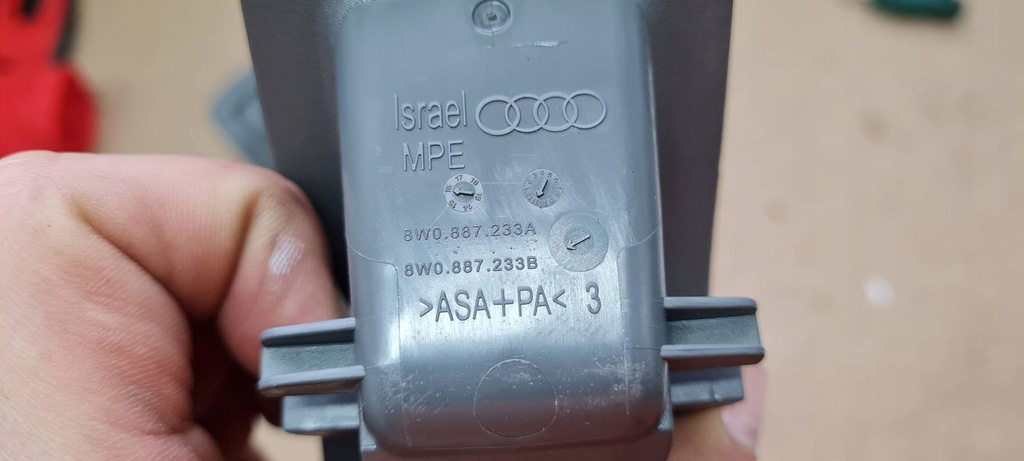 Israel
MPE
8W0.887.233A
8W0.887.233B
>ASA+PA< 3